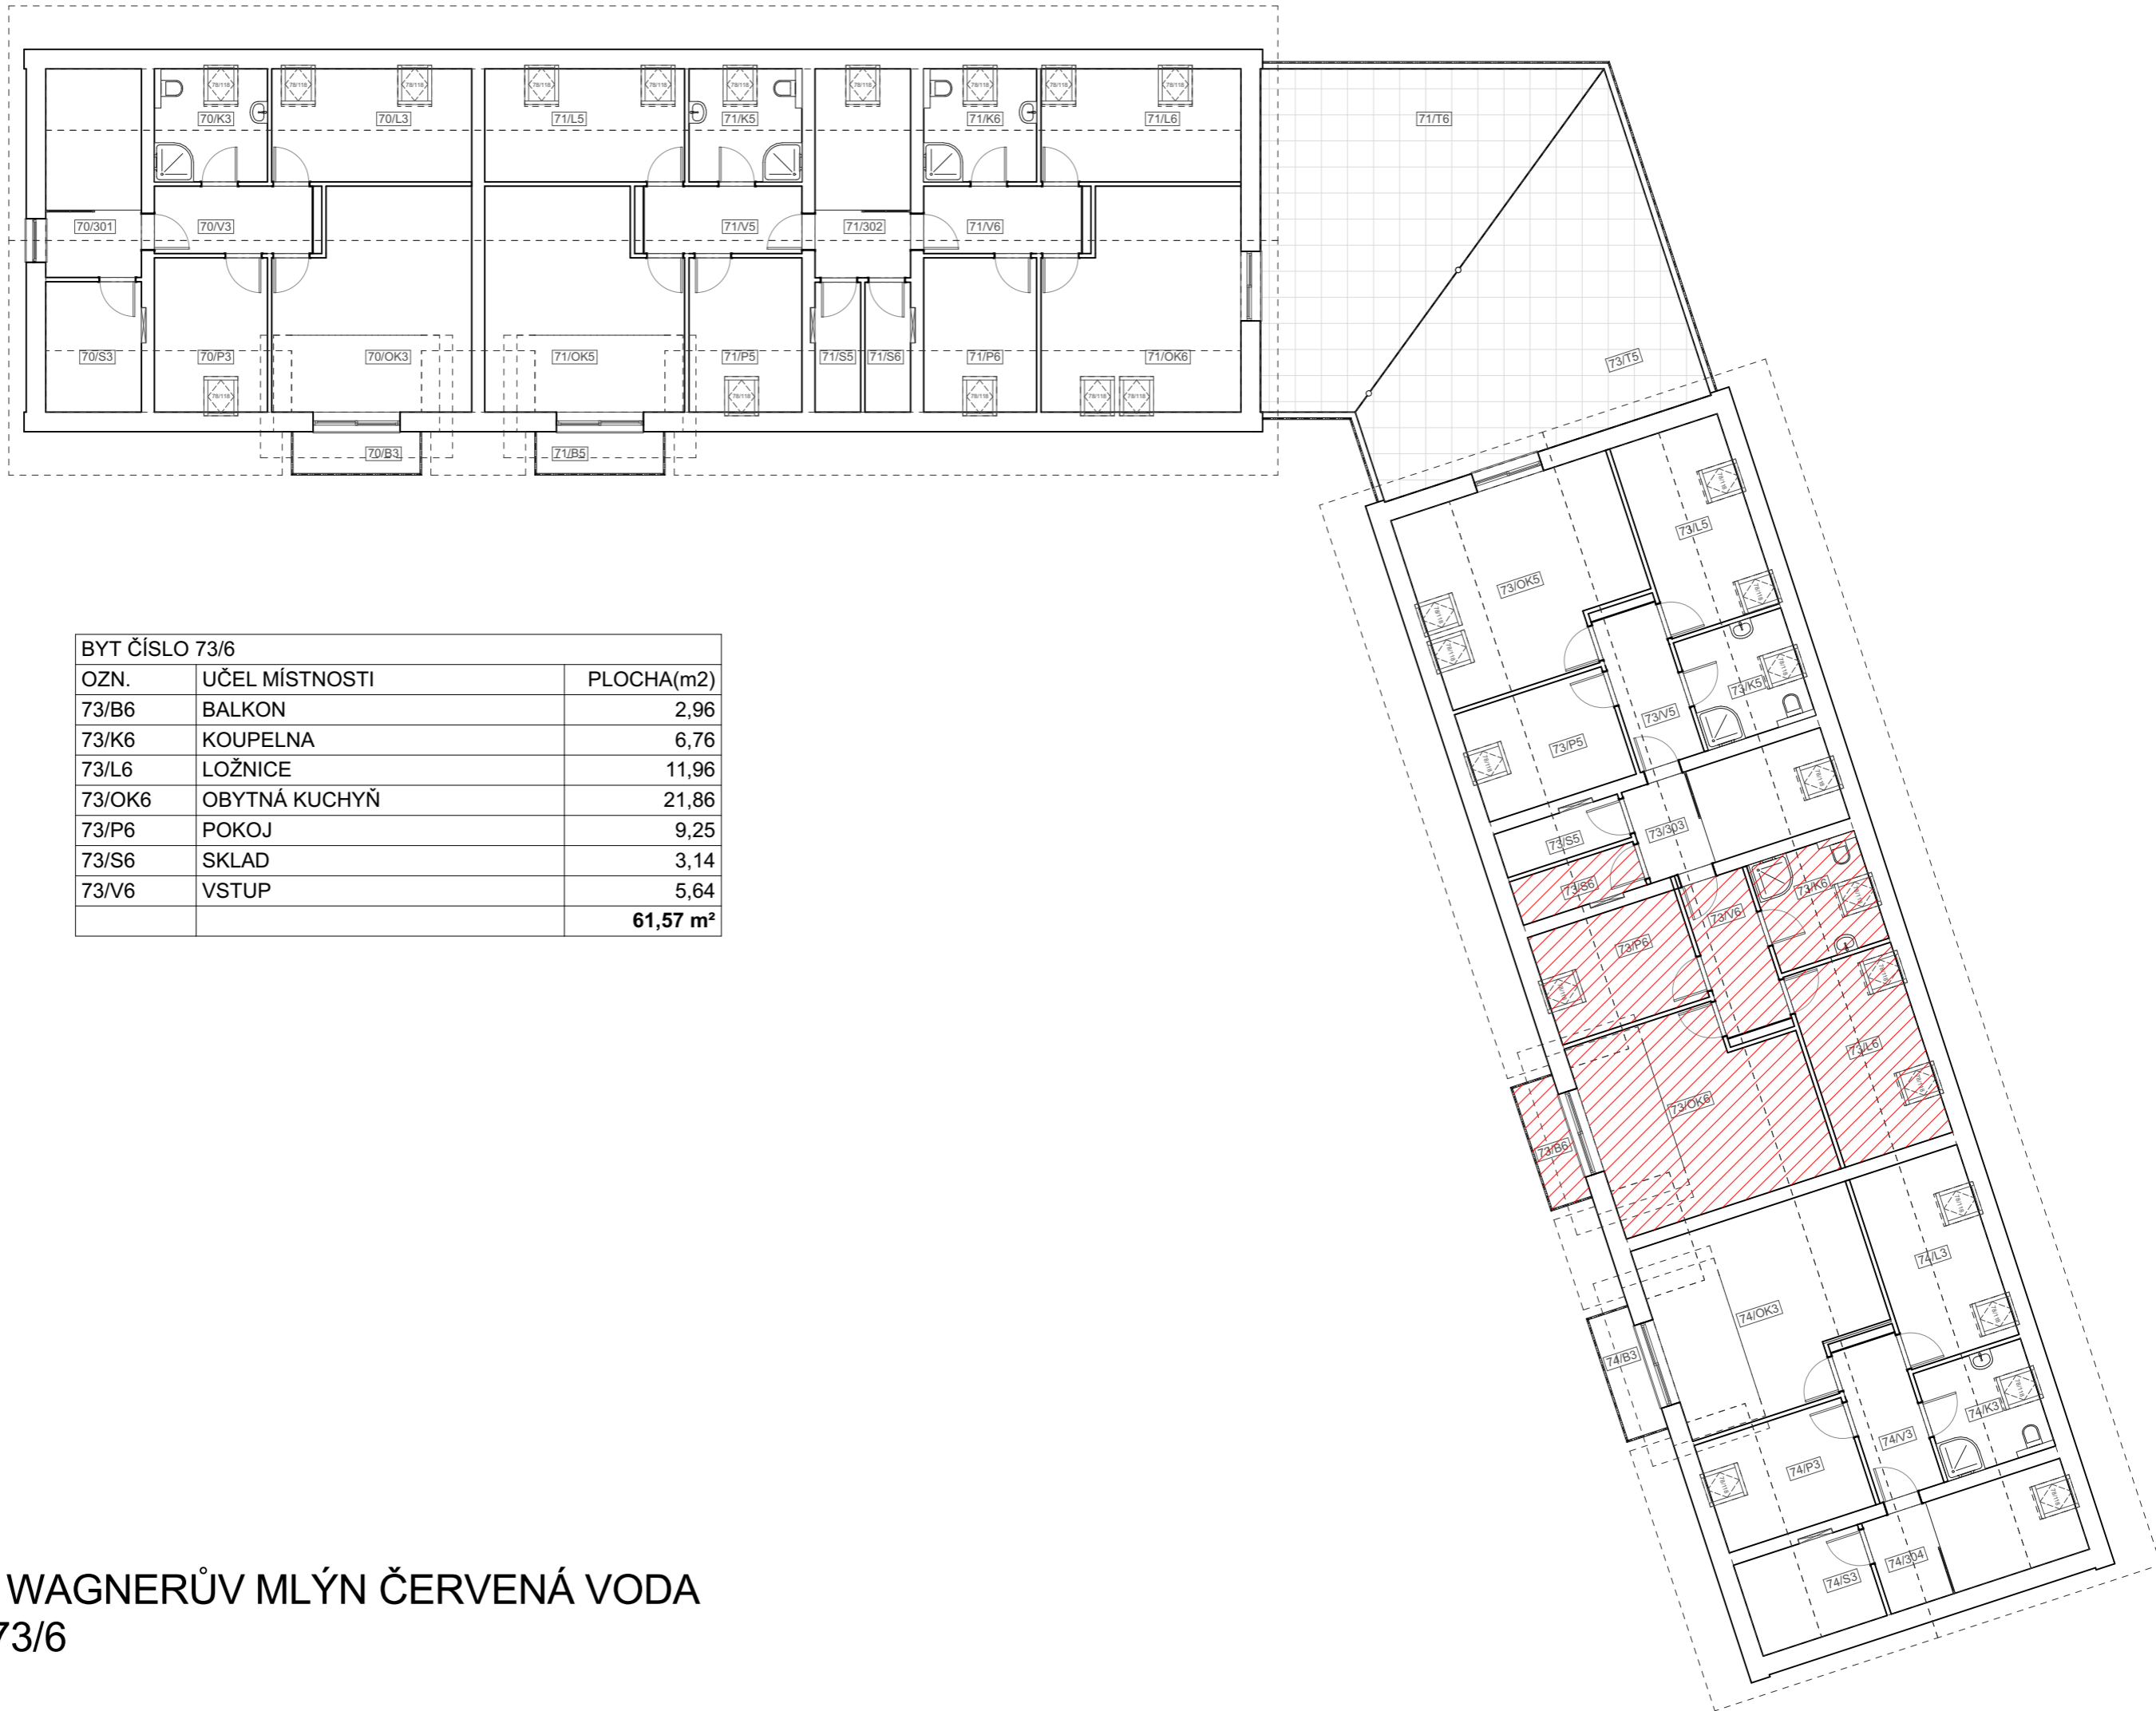 70/K3
70/L3
71/L5
71/K5
71/K6
71/L6
71/T6
70/301
70/V3
71/V5
71/302
71/V6
70/S3
70/P3
70/OK3
71/OK5
71/P5
71/S5
71/S6
71/P6
71/OK6
73/T5
70/B3
71/B5
73/L5
73/OK5
73/K5
73/V5
73/P5
73/303
73/S5
73/S6
73/K6
73/V6
73/P6
73/L6
73/OK6
73/B6
74/L3
74/OK3
74/B3
74/K3
74/V3
74/P3
74/304
74/S3
78/118
BYT ČÍSLO 73/6
OZN. UČEL MÍSTNOSTI PLOCHA(m2)
73/B6 BALKON 2,96
73/K6 KOUPELNA 6,76
73/L6 LOŽNICE 11,96
73/OK6 OBYTNÁ KUCHYŇ 21,86
73/P6 POKOJ 9,25
73/S6 SKLAD 3,14
73/V6 VSTUP 5,64
61,57 m²
WAGNERŮV MLÝN ČERVENÁ VODA
73/6